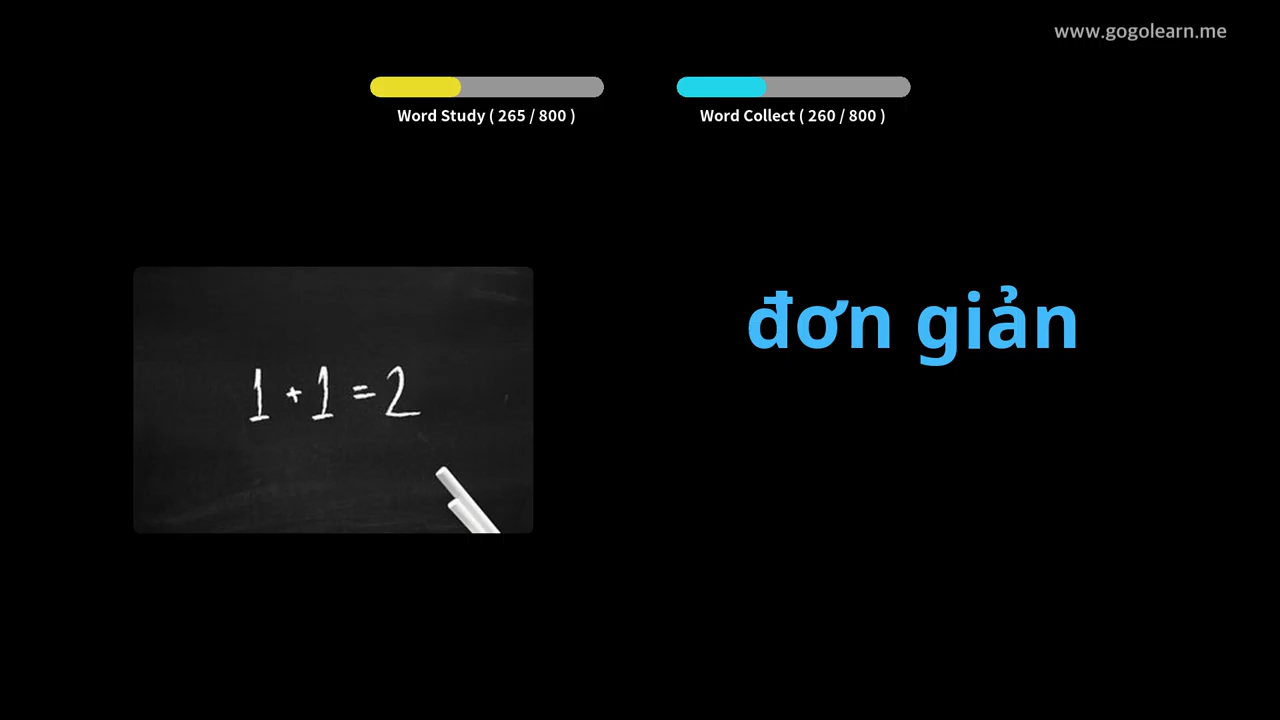 www.gogolearn.me
Word Study ( 265 / 800 )
Word Collect ( 260 / 800 )
đơn giản
1 + 1 = 2